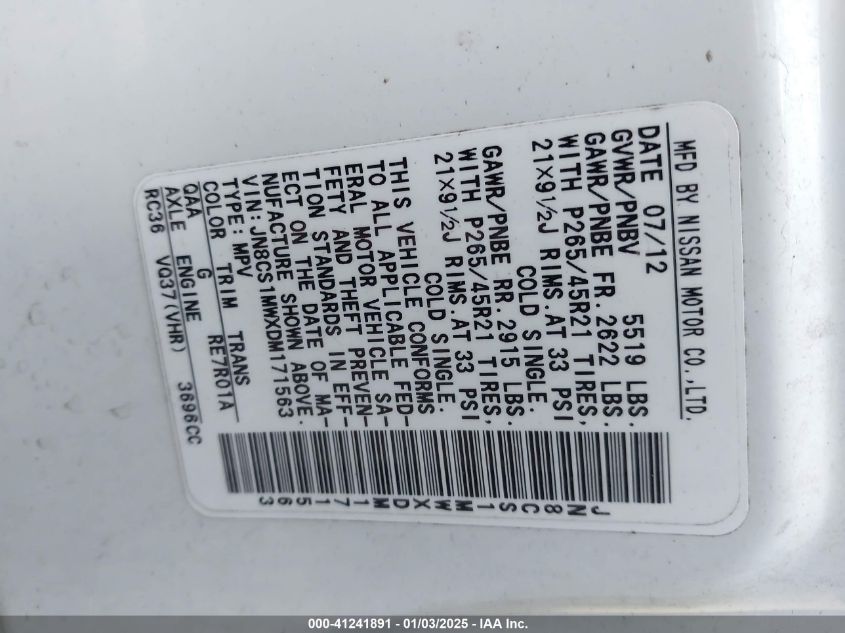 MFD BY NISSAN MOTOR CO.,LTD.
DATE 07/12
GVWR/PNBV 5519 LBS.
GAWR/PNBE FR. 2622 LBS.
WITH P265/45R21 TIRES,
21X9½J RIMS.AT 33 PSI
COLD SINGLE.
GAWR/PNBE RR. 2915 LBS.
WITH P265/45R21 TIRES,
21X9½J RIMS.AT 33 PSI
COLD SINGLE.
THIS VEHICLE CONFORMS
TO ALL APPLICABLE FED-
ERAL MOTOR VEHICLE SA-
FETY AND THEFT PREVEN-
TION STANDARDS IN EFF-
ECT ON THE DATE OF MA-
NUFACTURE SHOWN ABOVE.
VIN: JN8CS1MWXDM171563
TYPE: MPV
COLOR TRIM TRANS
QAA G RE7R01A
AXLE ENGINE
RC36 VQ37(VHR) 3696CC
JN8CS1MWXDM171563
000-41241891 - 01/03/2025 - IAA Inc.